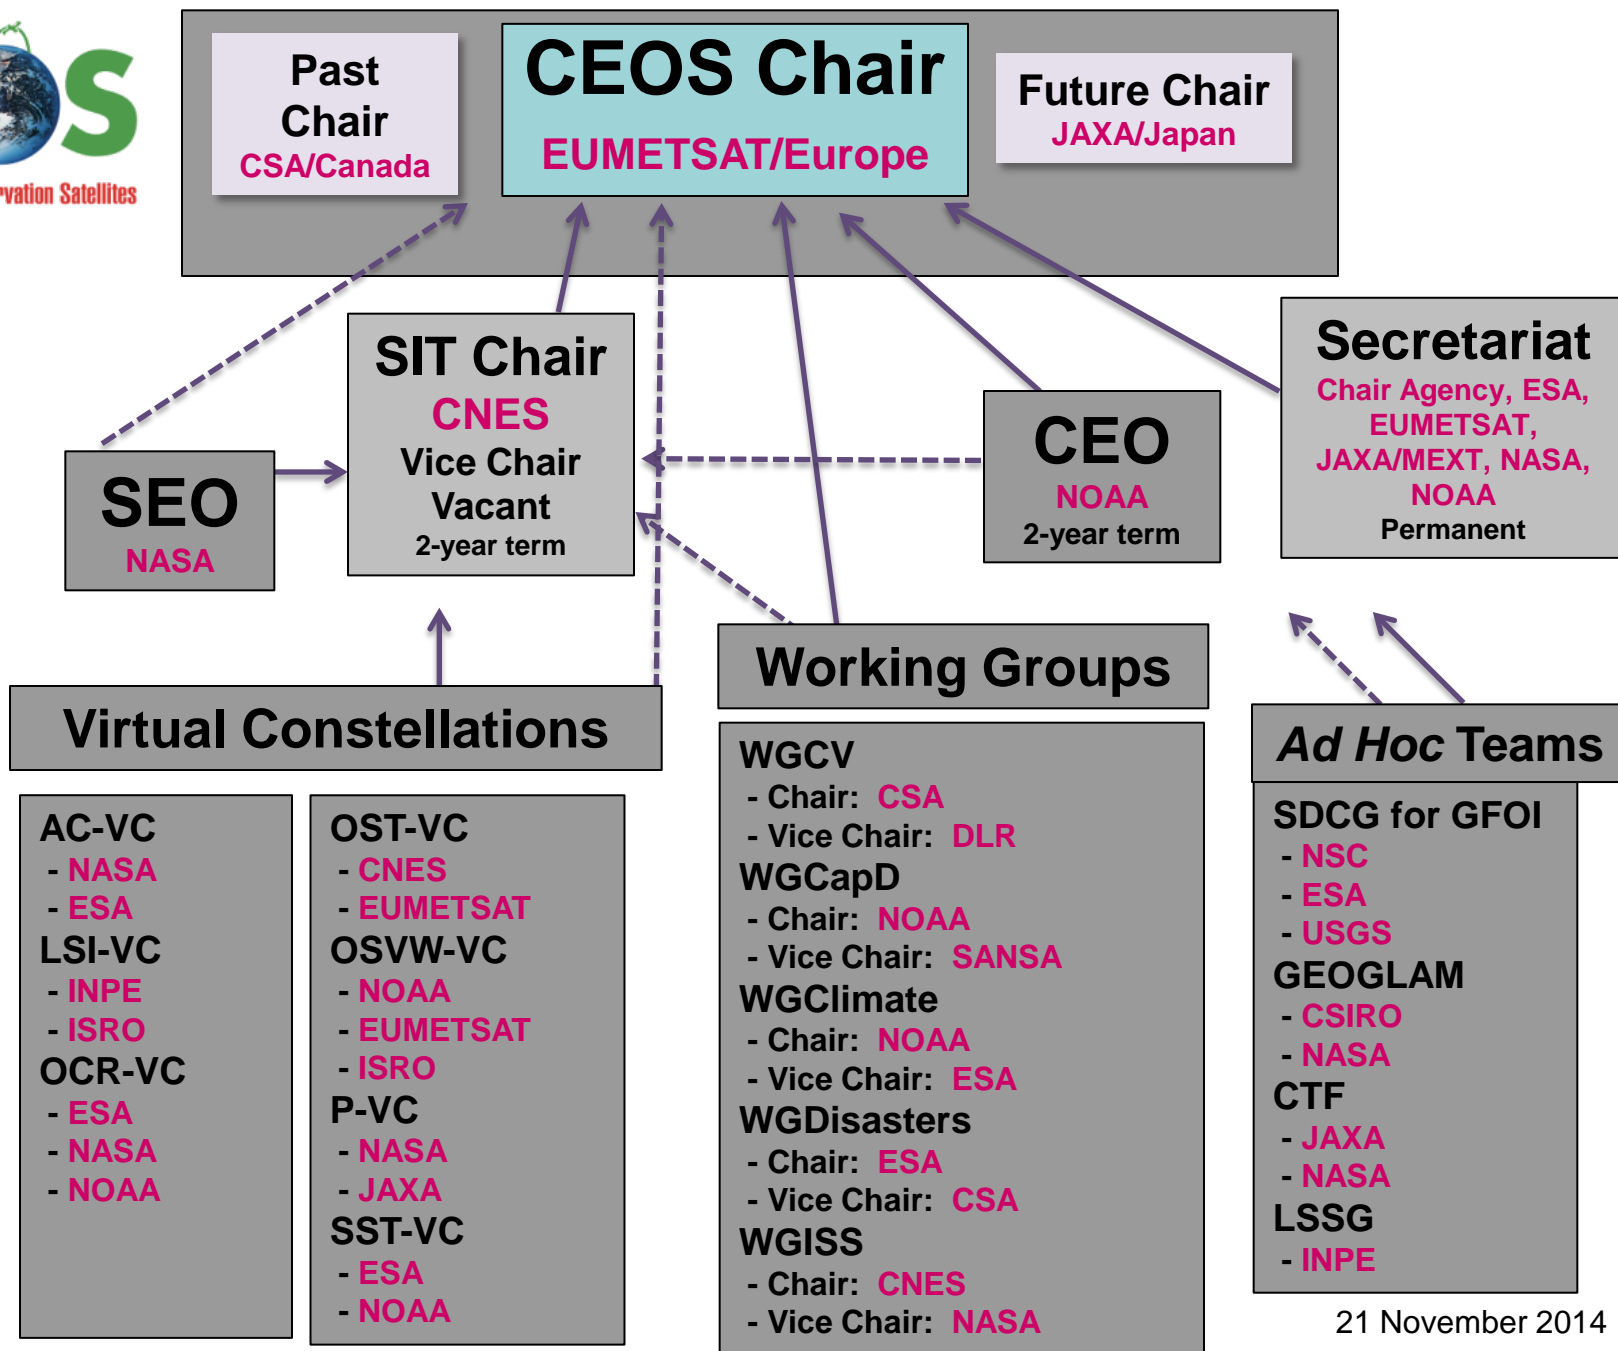 OS
Satellites
Past
Chair
CSA/Canada
CEOS Chair
EUMETSAT/Europe
Future Chair
JAXA/Japan
SIT Chair
CNES
Vice Chair
Vacant
2-year term
SEO
NASA
CEO
NOAA
2-year term
Secretariat
Chair Agency, ESA,
EUMETSAT,
JAXA/MEXT, NASA,
NOAA
Permanent
Virtual Constellations
AC-VC
- NASA
- ESA
LSI-VC
- INPE
- ISRO
OCR-VC
- ESA
- NASA
- NOAA
OST-VC
- CNES
- EUMETSAT
OSVW-VC
- NOAA
- EUMETSAT
- ISRO
P-VC
- NASA
- JAXA
SST-VC
- ESA
- NOAA
Working Groups
WGCV
- Chair: CSA
- Vice Chair: DLR
WGCapD
- Chair: NOAA
- Vice Chair: SANSA
WGClimate
- Chair: NOAA
- Vice Chair: ESA
WGDisasters
- Chair: ESA
- Vice Chair: CSA
WGISS
- Chair: CNES
- Vice Chair: NASA
Ad Hoc Teams
SDCG for GFOI
- NSC
- ESA
- USGS
GEOGLAM
- CSIRO
- NASA
CTF
- JAXA
- NASA
LSSG
- INPE
21 November 2014